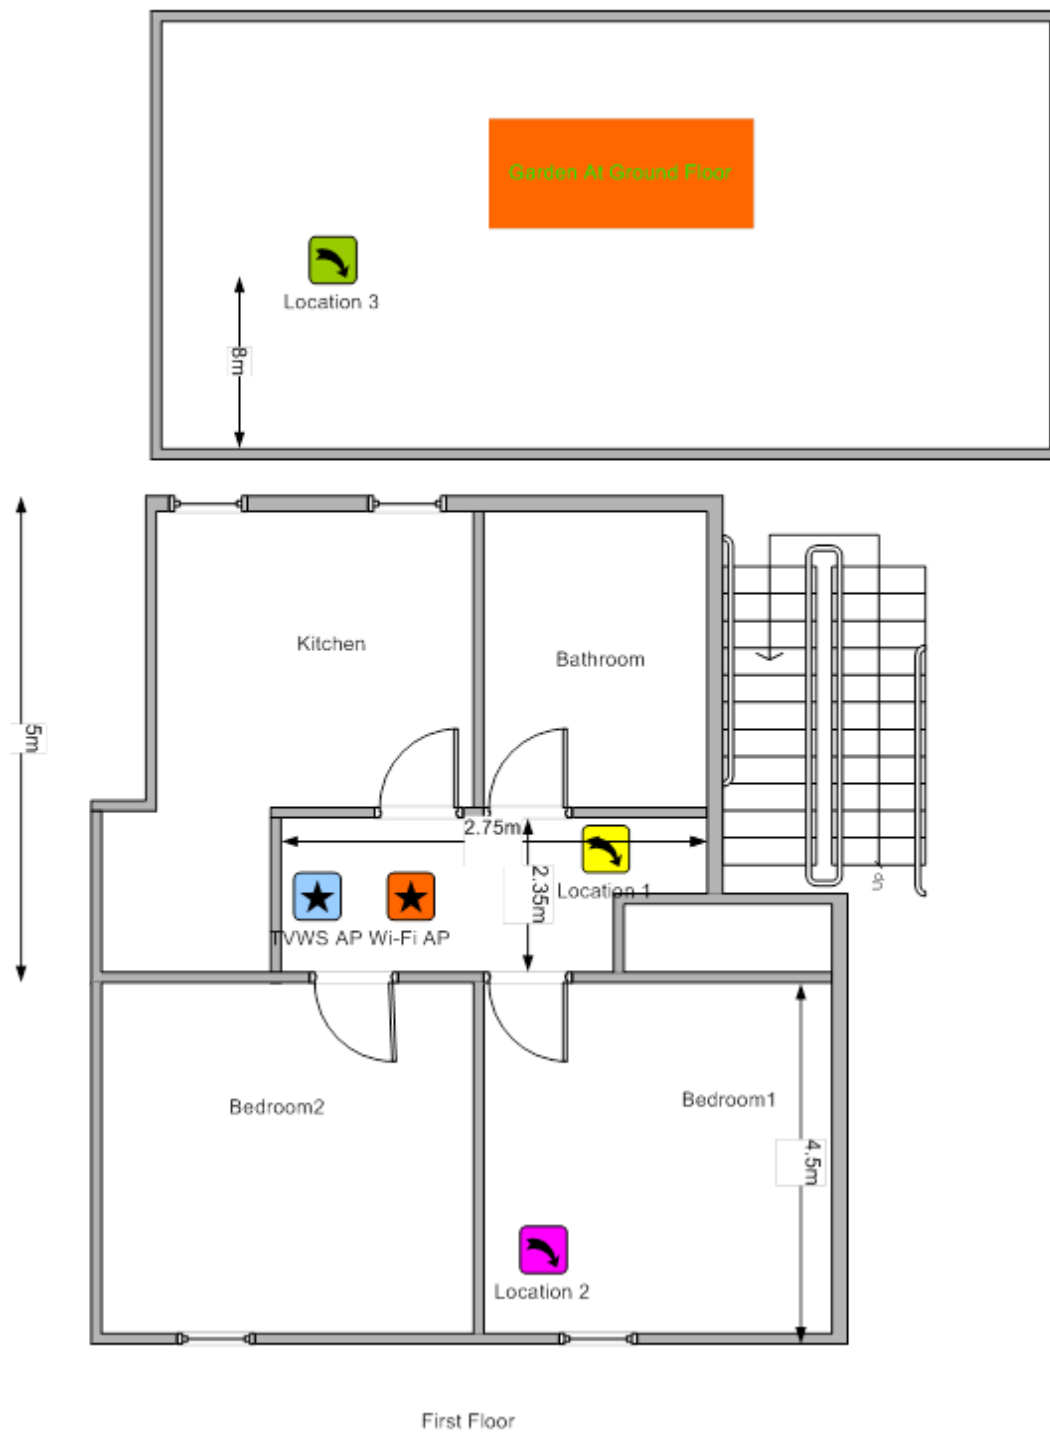 Garden At Ground Floor
Location 3
8m
5m
Kitchen
Bathroom
2.75m
2.35m
Location 1
TVWS AP
Wi-Fi AP
up
Bedroom2
Bedroom1
4.5m
Location 2
First Floor